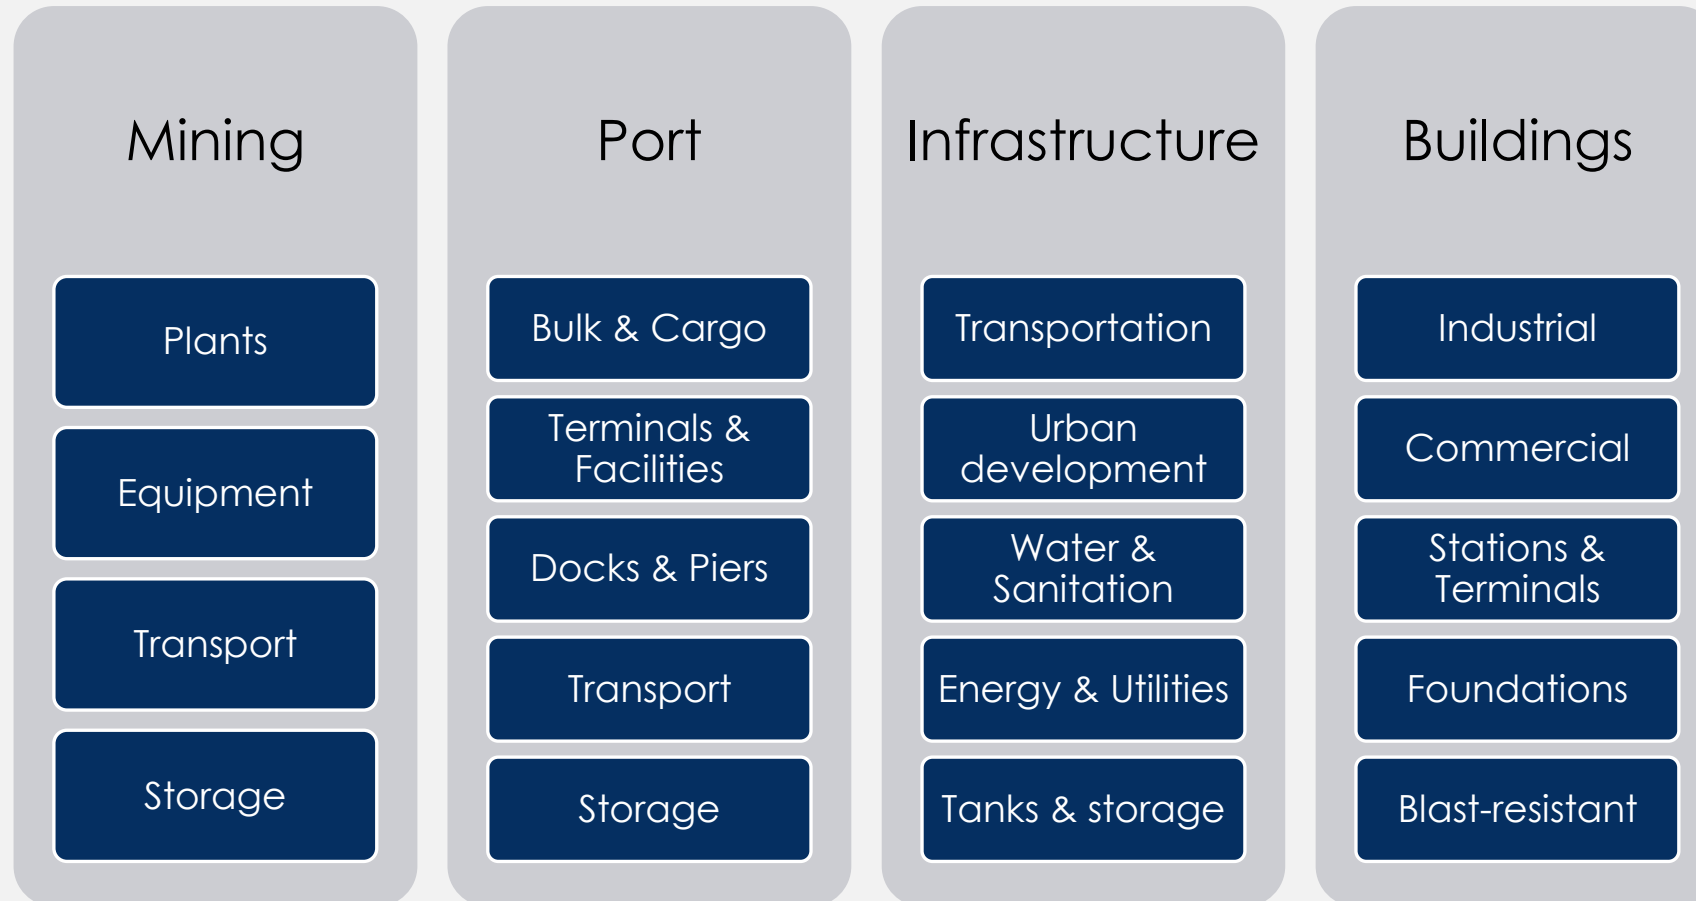 Mining
Plants
Equipment
Transport
Storage
Port
Bulk & Cargo
Terminals &
Facilities
Docks & Piers
Transport
Storage
Infrastructure
Transportation
Urban
development
Water &
Sanitation
Energy & Utilities
Tanks & storage
Buildings
Industrial
Commercial
Stations &
Terminals
Foundations
Blast-resistant